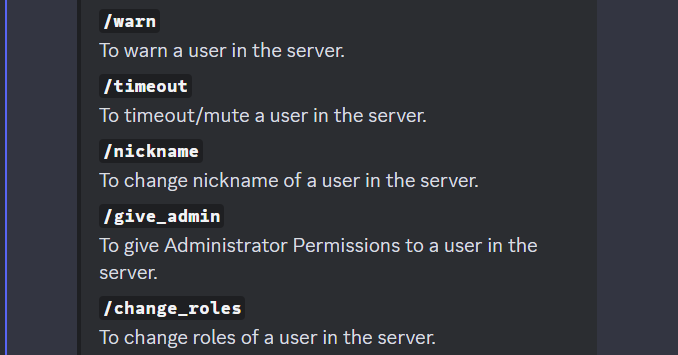 /warn
To warn a user in the server.
/timeout
To timeout/mute a user in the server.
/nickname
To change nickname of a user in the server.
/give_admin
To give Administrator Permissions to a user in the
server.
/change_roles
To change roles of a user in the server.